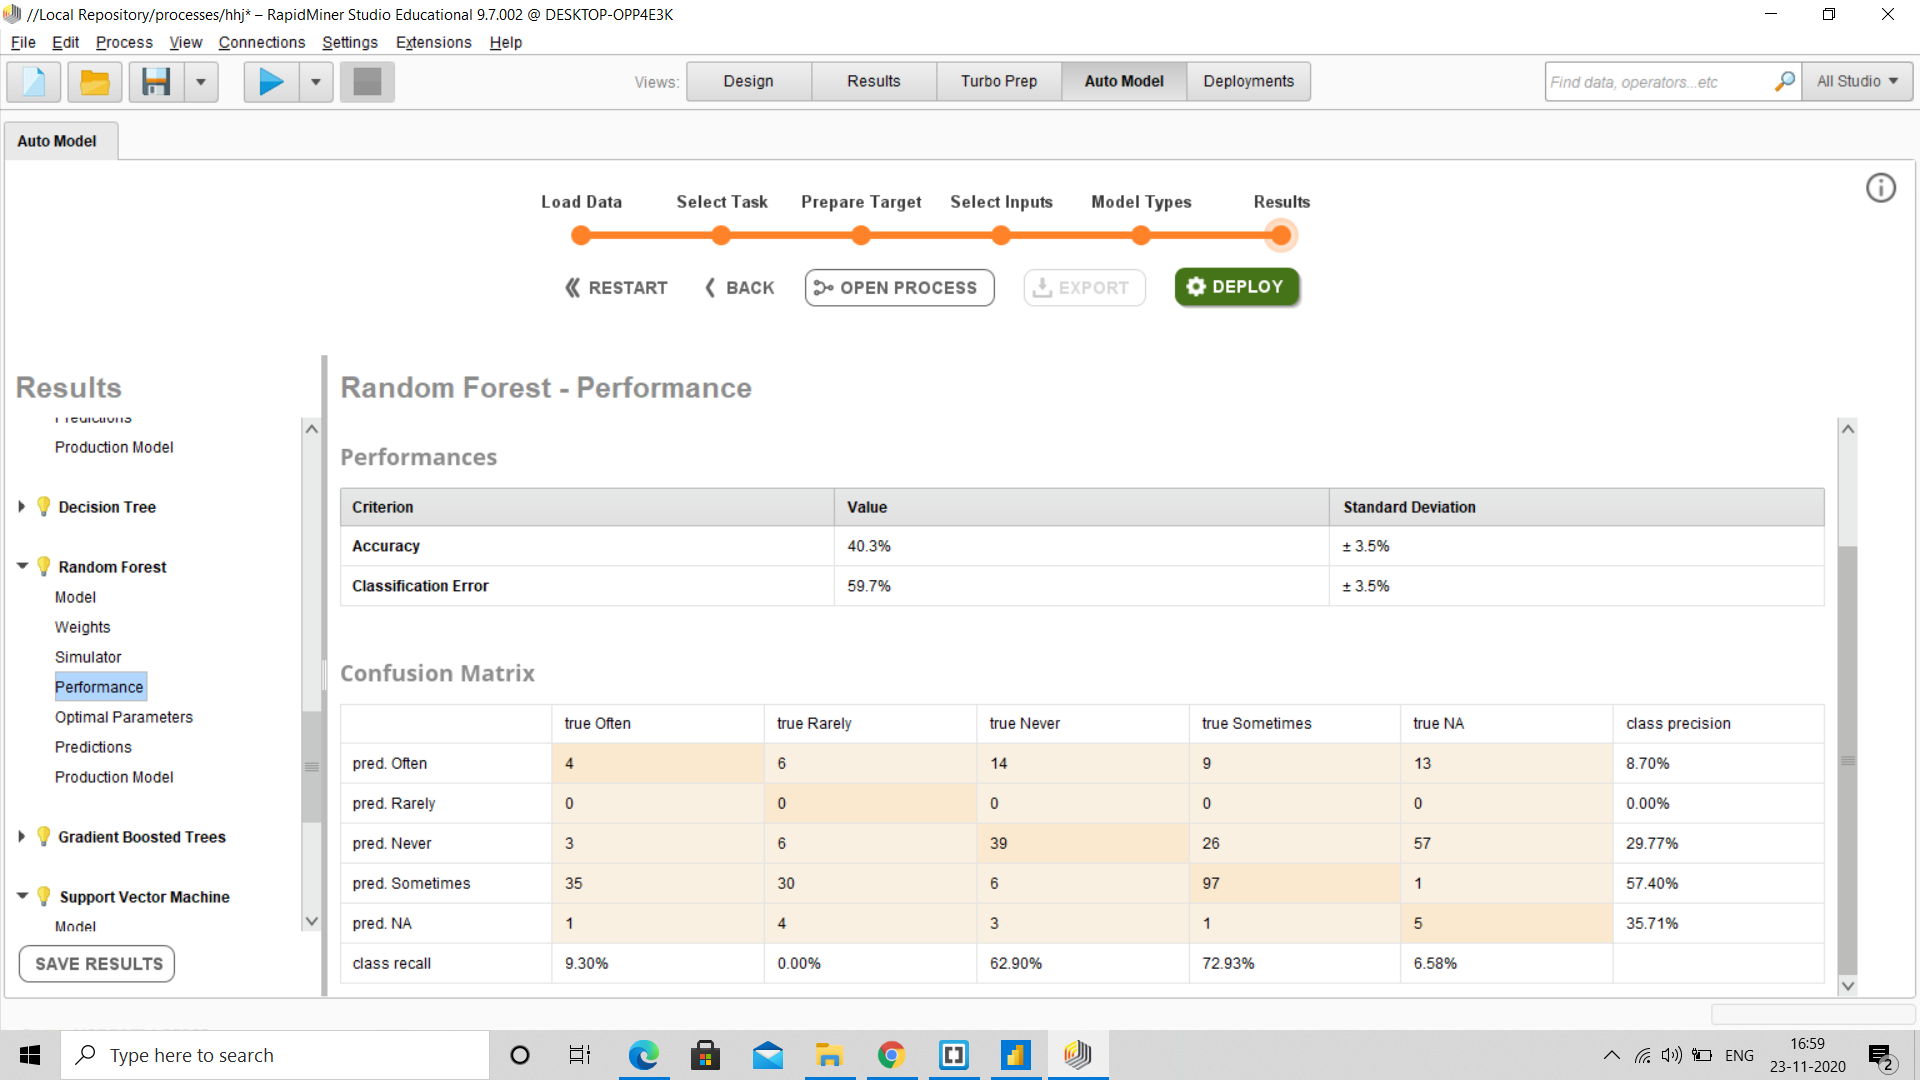 //Local Repository/processes/hhj* – RapidMiner Studio Educational 9.7.002 @ DESKTOP-OPP4E3K
File Edit Process View Connections Settings Extensions Help
Views: Design Results Turbo Prep Auto Model Deployments
Find data, operators...etc All Studio
Auto Model
Load Data Select Task Prepare Target Select Inputs Model Types Results
RESTART BACK OPEN PROCESS EXPORT DEPLOY
Results
Predictions
Production Model
Decision Tree
Random Forest
Model
Weights
Simulator
Performance
Optimal Parameters
Predictions
Production Model
Gradient Boosted Trees
Support Vector Machine
Model
SAVE RESULTS
Random Forest - Performance
Performances
Criterion Value Standard Deviation
Accuracy 40.3% ± 3.5%
Classification Error 59.7% ± 3.5%
Confusion Matrix
true Often true Rarely true Never true Sometimes true NA class precision
pred. Often 4 6 14 9 13 8.70%
pred. Rarely 0 0 0 0 0 0.00%
pred. Never 3 6 39 26 57 29.77%
pred. Sometimes 35 30 6 97 1 57.40%
pred. NA 1 4 3 1 5 35.71%
class recall 9.30% 0.00% 62.90% 72.93% 6.58%
Type here to search
ENG
16:59
23-11-2020
2